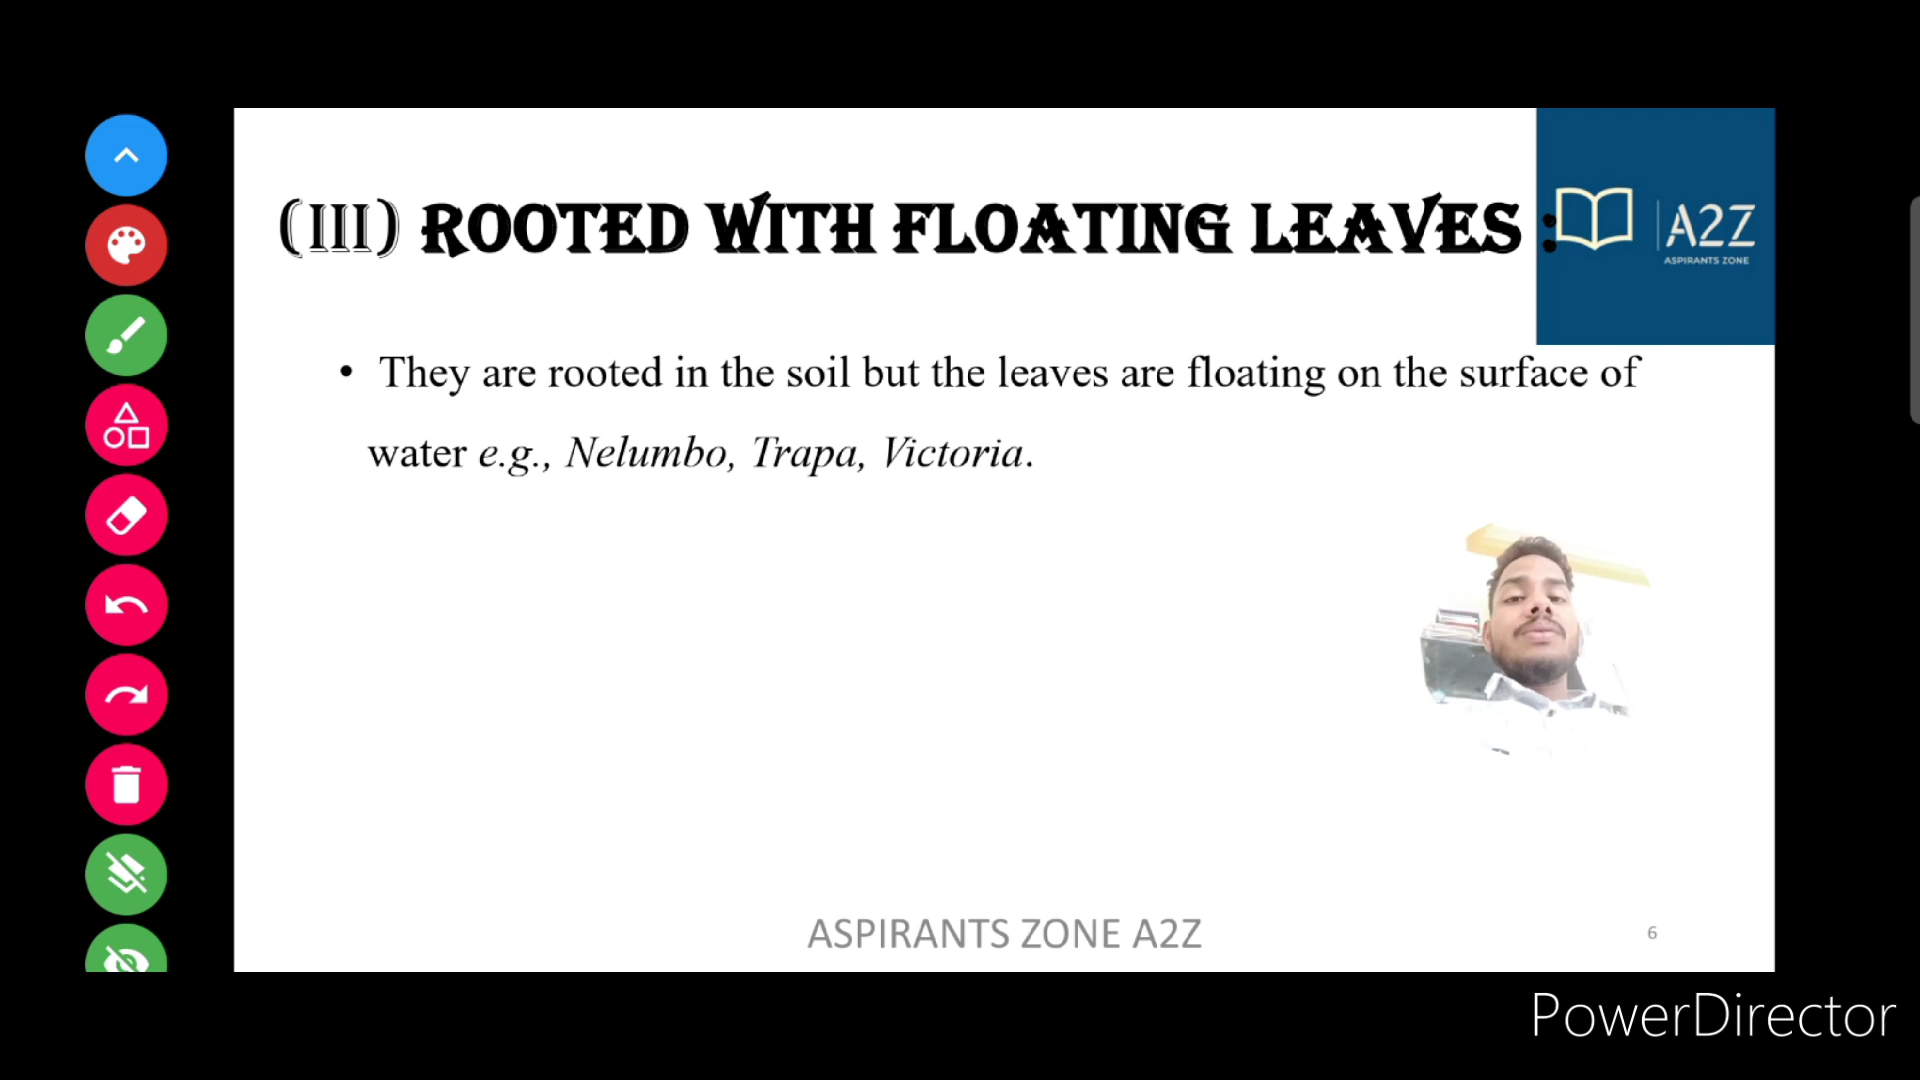 (III) ROOTED WITH FLOATING LEAVES :
A2Z
ASPIRANTS ZONE
• They are rooted in the soil but the leaves are floating on the surface of
water e.g., Nelumbo, Trapa, Victoria.
ASPIRANTS ZONE A2Z
6
PowerDirector